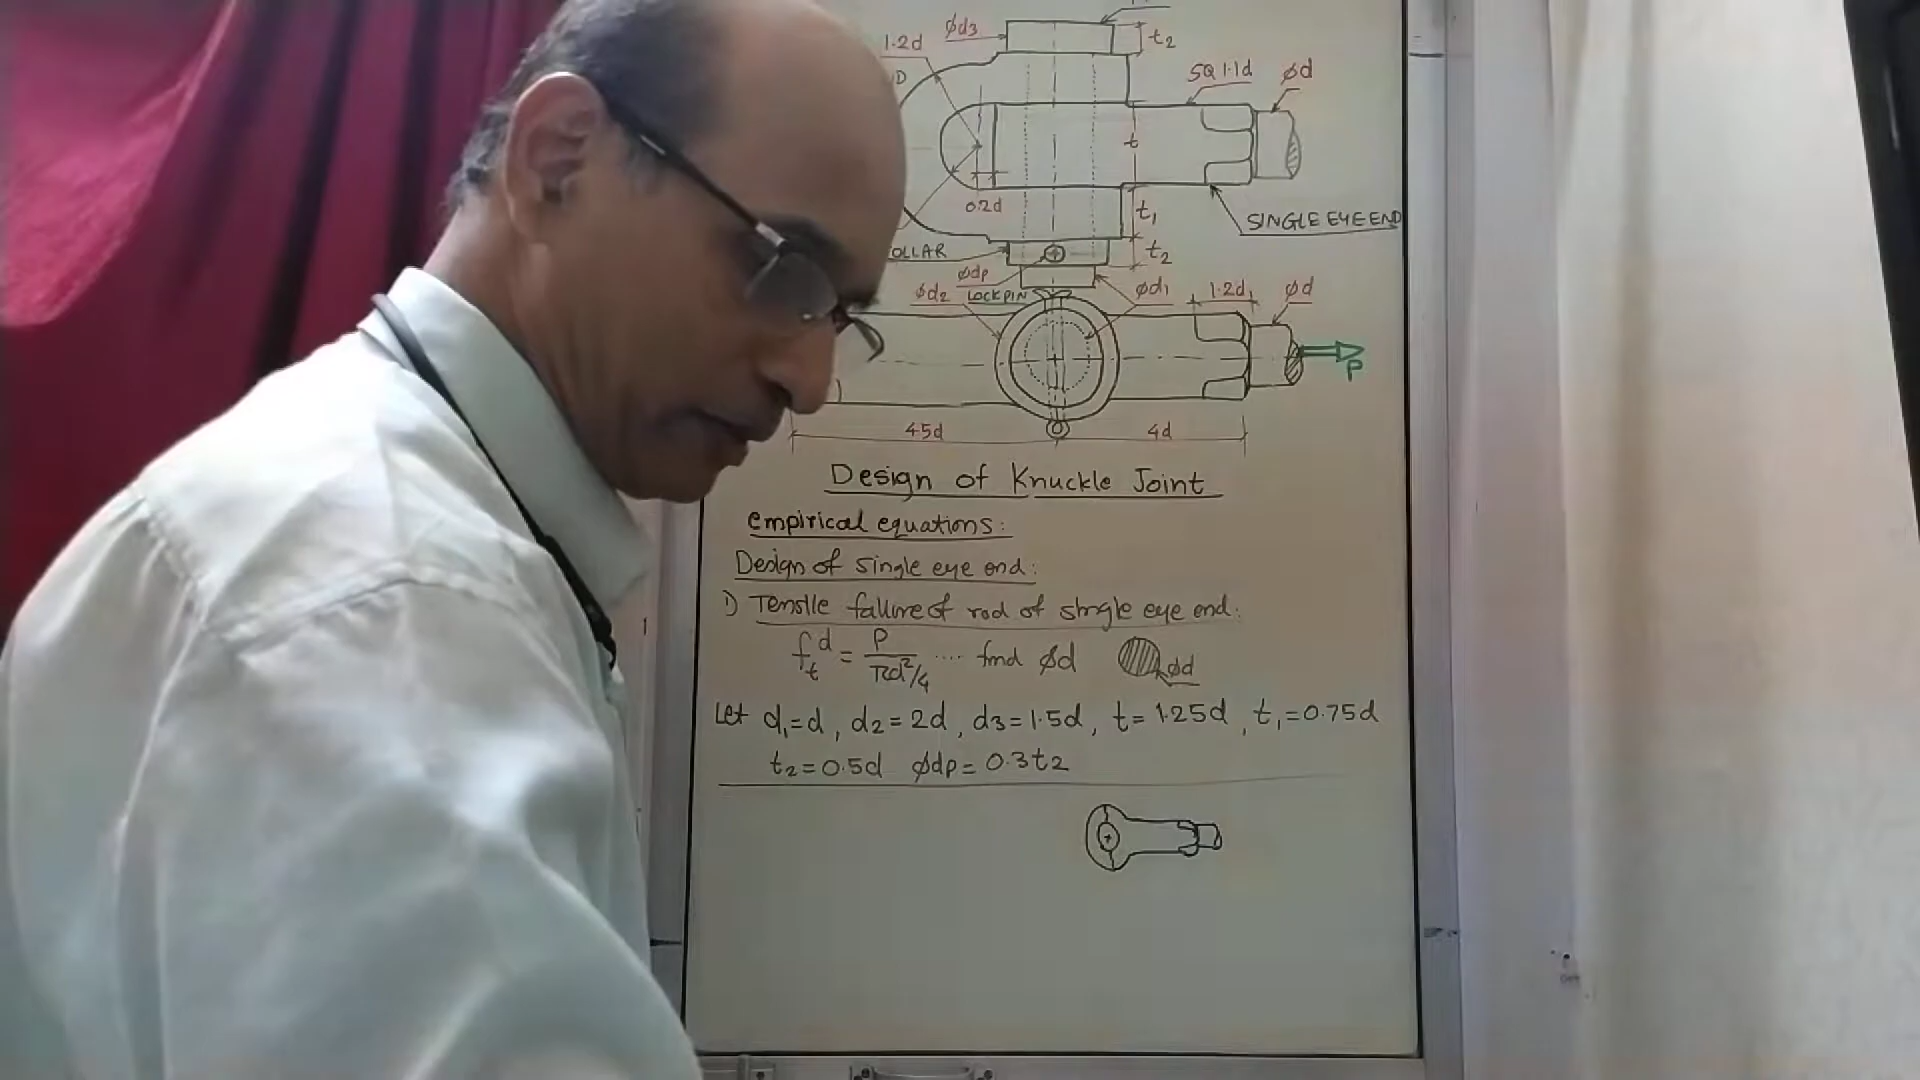 1.2d ød3 t2
D SQ 1.1d ød
t
0.2d t1 SINGLE EYE END
OLLAR t2
ødp
ød2 LOCK PIN ød1 1.2d ød
P
4.5d 4d
Design of Knuckle Joint
empirical equations:
Design of single eye end:
1) Tensile failure of rod of single eye end:
ft^d = P / (πd²/4) .... find ød ød
Let d1=d, d2=2d, d3=1.5d, t=1.25d, t1=0.75d
t2=0.5d ødp=0.3t2